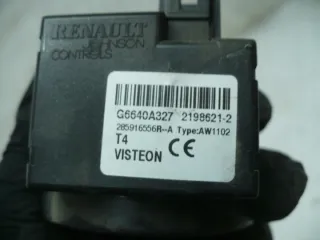 RENAULT
JOHNSON
CONTROLS
G6640A327 2198621-2
285916556R--A Type:AW1102
T4
VISTEON CE